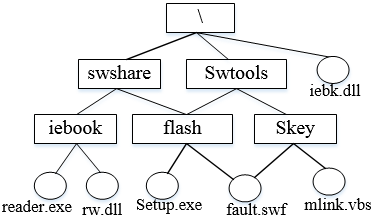 \
swshare Swtools
iebk.dll
iebook flash Skey
reader.exe rw.dll Setup.exe fault.swf mlink.vbs